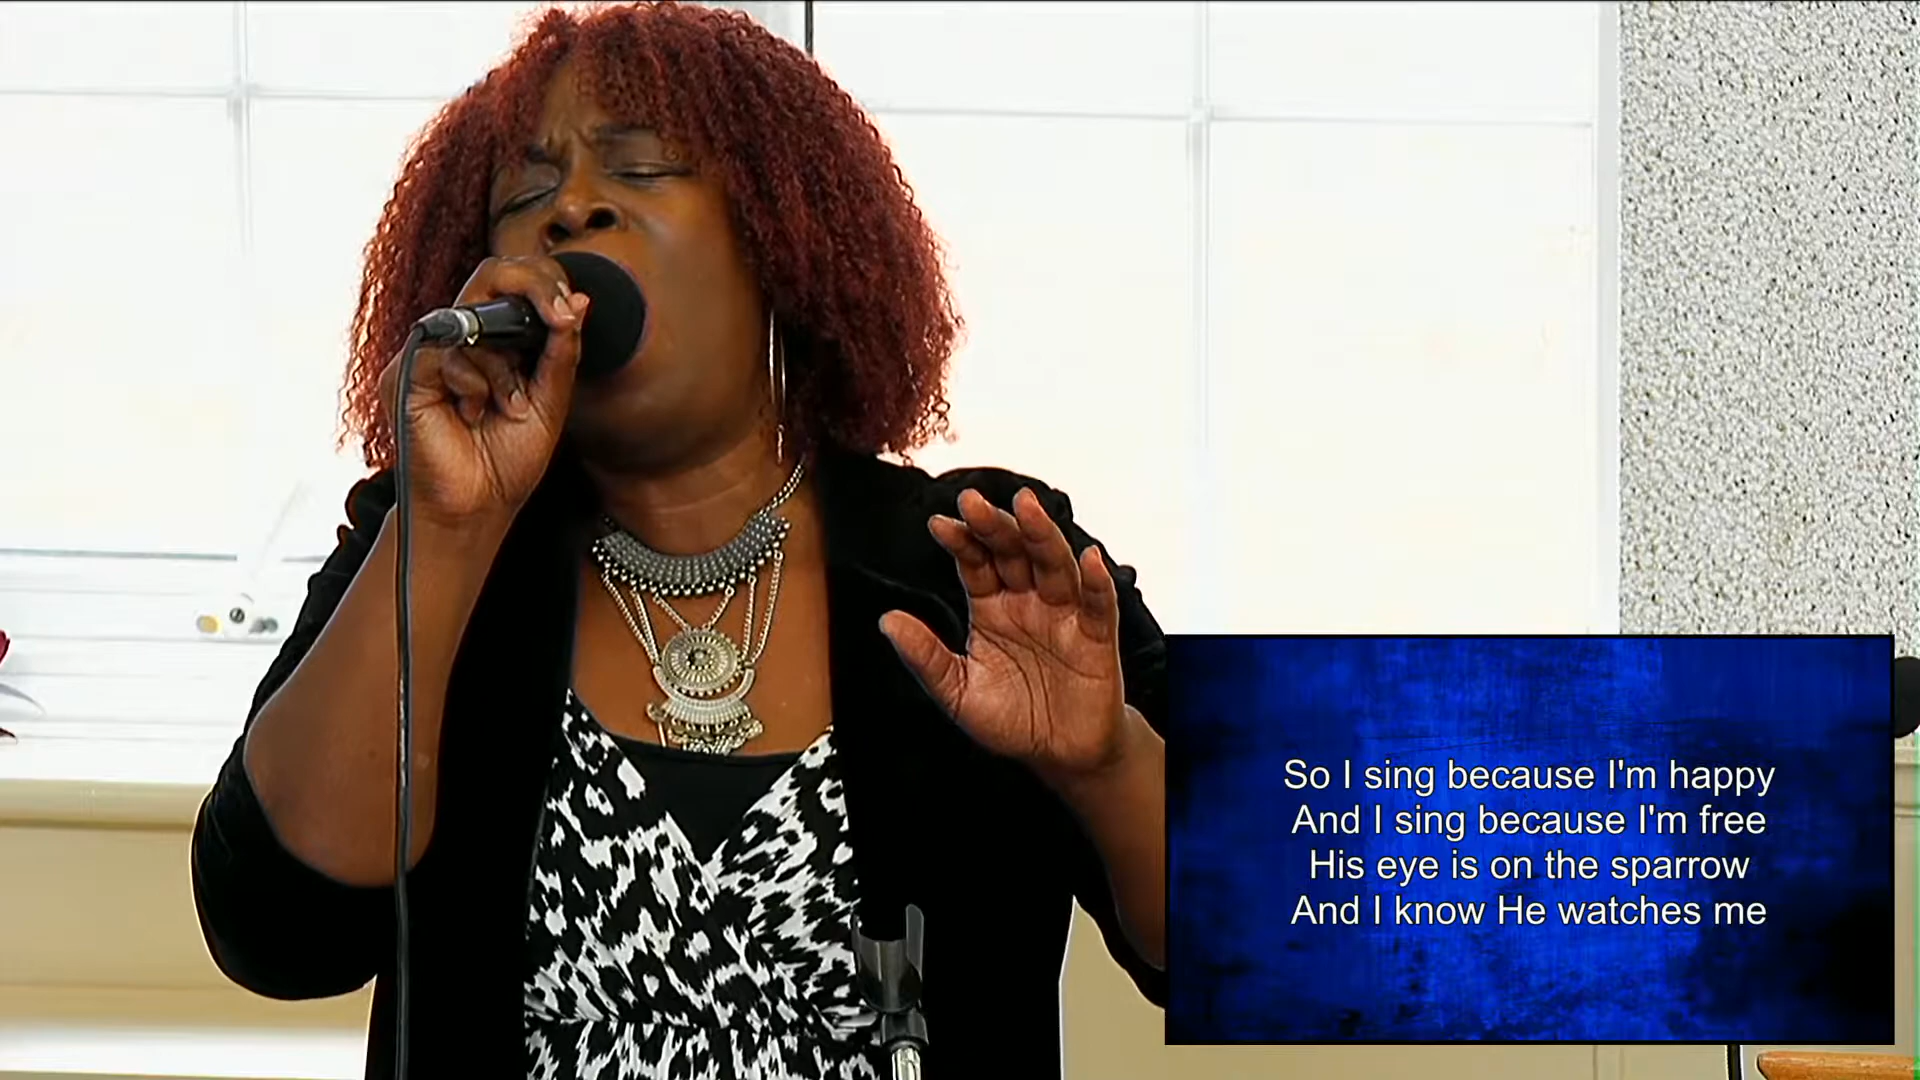 So I sing because I'm happy
And I sing because I'm free
His eye is on the sparrow
And I know He watches me